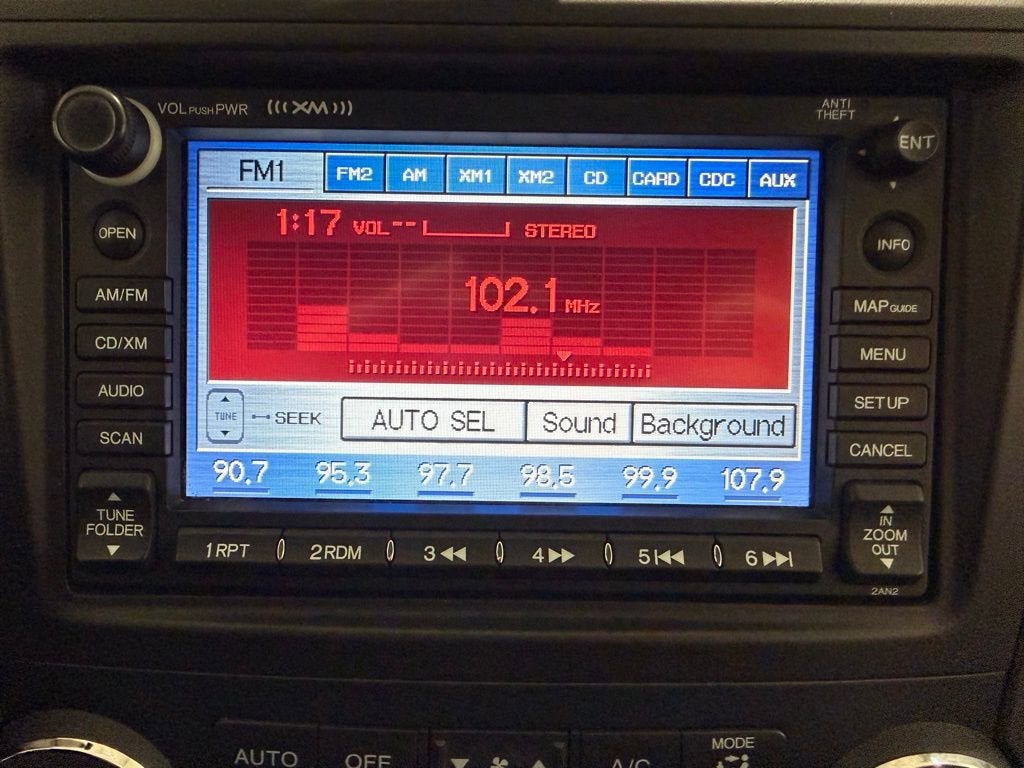 VOL PUSH PWR (((XM)))
ANTI THEFT
ENT
FM1 FM2 AM XM1 XM2 CD CARD CDC AUX
OPEN
1:17 VOL-- STEREO
INFO
AM/FM
102.1 MHz
MAP GUIDE
CD/XM
MENU
AUDIO
SETUP
TUNE SEEK AUTO SEL Sound Background
SCAN
CANCEL
90.7 95.3 97.7 98.5 99.9 107.9
TUNE
FOLDER
IN
ZOOM
OUT
1RPT 2RDM 3 4 5 6
2AN2
AUTO OFF A/C MODE